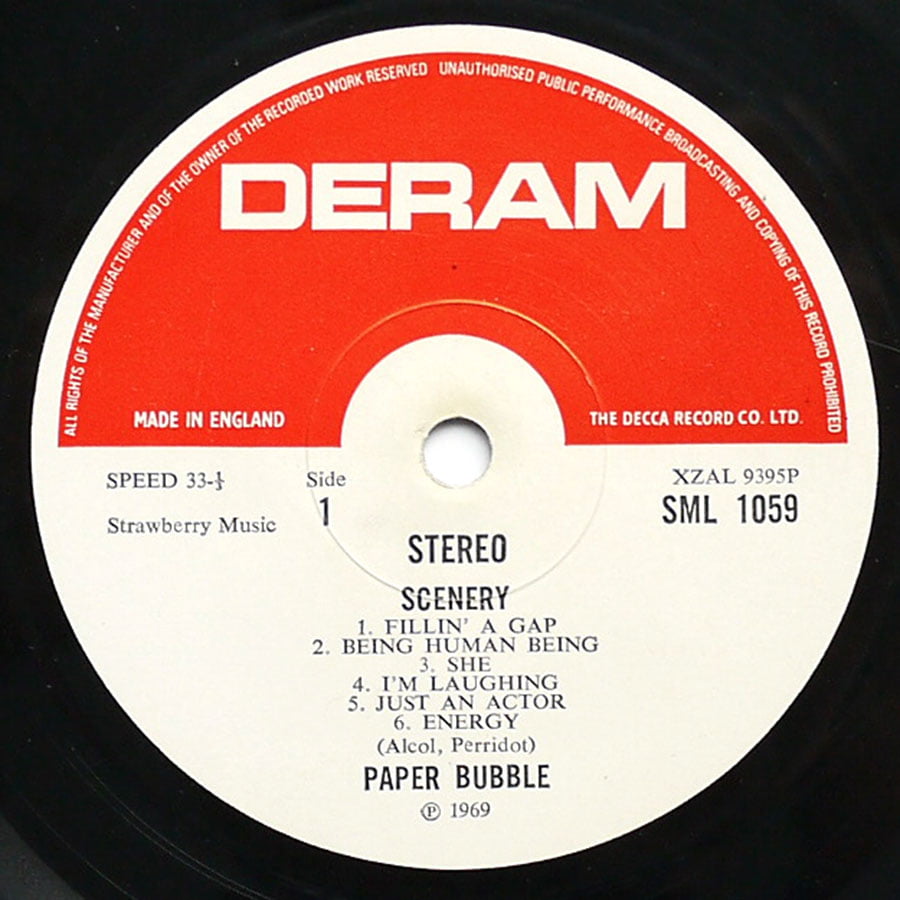 ALL RIGHTS OF THE MANUFACTURER AND OF THE OWNER OF THE RECORDED WORK RESERVED UNAUTHORISED PUBLIC PERFORMANCE BROADCASTING AND COPYING OF THIS RECORD PROHIBITED
DERAM
MADE IN ENGLAND
THE DECCA RECORD CO. LTD.
SPEED 33-⅓
Side
XZAL 9395P
Strawberry Music
1
SML 1059
STEREO
SCENERY
1. FILLIN' A GAP
2. BEING HUMAN BEING
3. SHE
4. I'M LAUGHING
5. JUST AN ACTOR
6. ENERGY
(Alcol, Perridot)
PAPER BUBBLE
℗ 1969